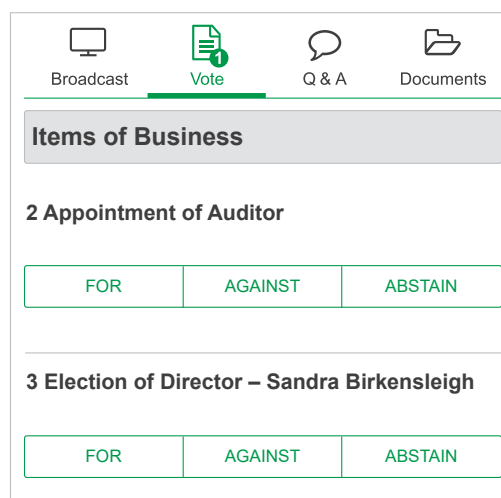 1
Broadcast Vote Q & A Documents
Items of Business
2 Appointment of Auditor
FOR AGAINST ABSTAIN
3 Election of Director – Sandra Birkensleigh
FOR AGAINST ABSTAIN